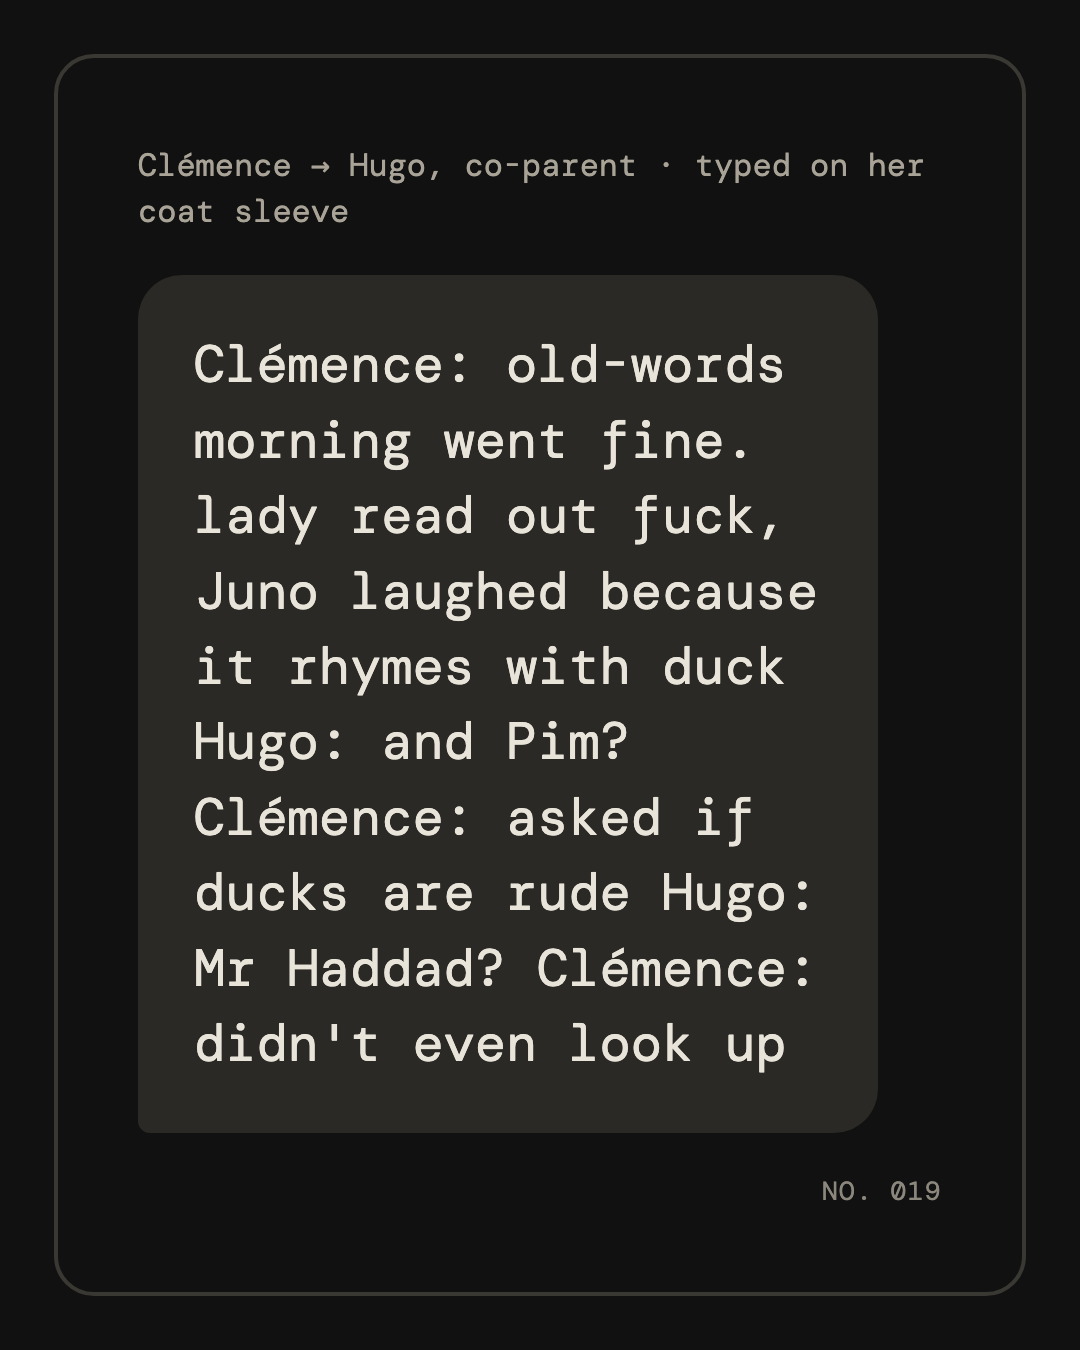 Clémence → Hugo, co-parent · typed on her
coat sleeve
Clémence: old-words
morning went fine.
lady read out fuck,
Juno laughed because
it rhymes with duck
Hugo: and Pim?
Clémence: asked if
ducks are rude Hugo:
Mr Haddad? Clémence:
didn't even look up
NO. 019